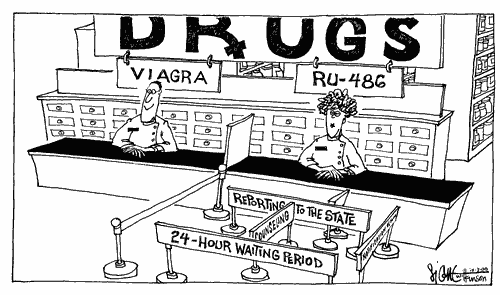 DRUGS
VIAGRA
RU-486
REPORTING TO THE STATE
COUNSELING
24-HOUR WAITING PERIOD